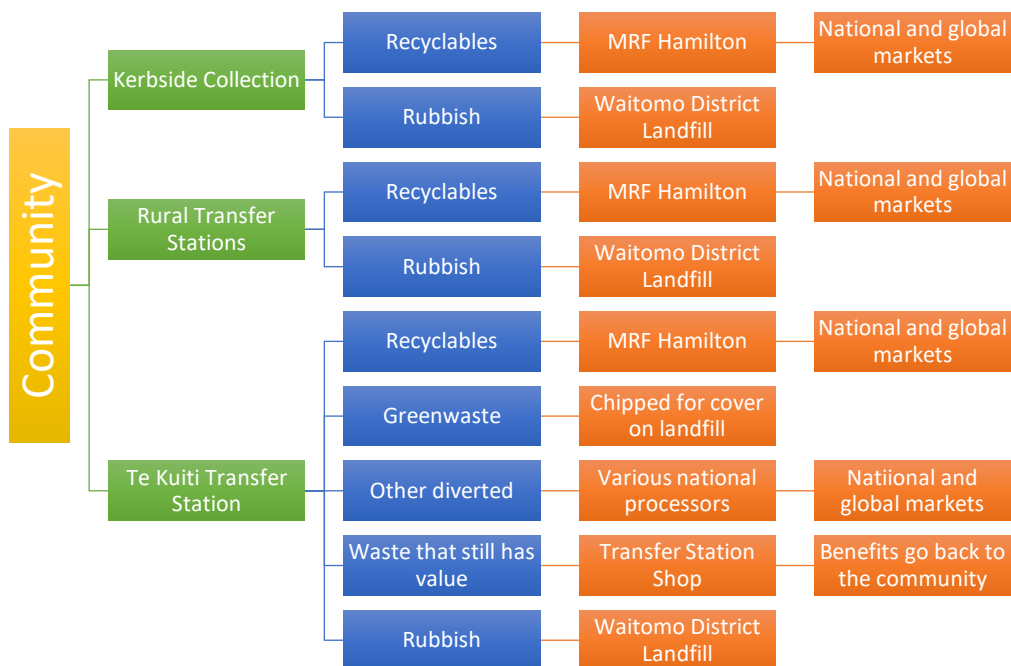 Community
Kerbside Collection
Recyclables
MRF Hamilton
National and global
markets
Rubbish
Waitomo District
Landfill
Rural Transfer
Stations
Recyclables
MRF Hamilton
National and global
markets
Rubbish
Waitomo District
Landfill
Te Kuiti Transfer
Station
Recyclables
MRF Hamilton
National and global
markets
Greenwaste
Chipped for cover
on landfill
Other diverted
Various national
processors
Natiional and
global markets
Waste that still has
value
Transfer Station
Shop
Benefits go back to
the community
Rubbish
Waitomo District
Landfill